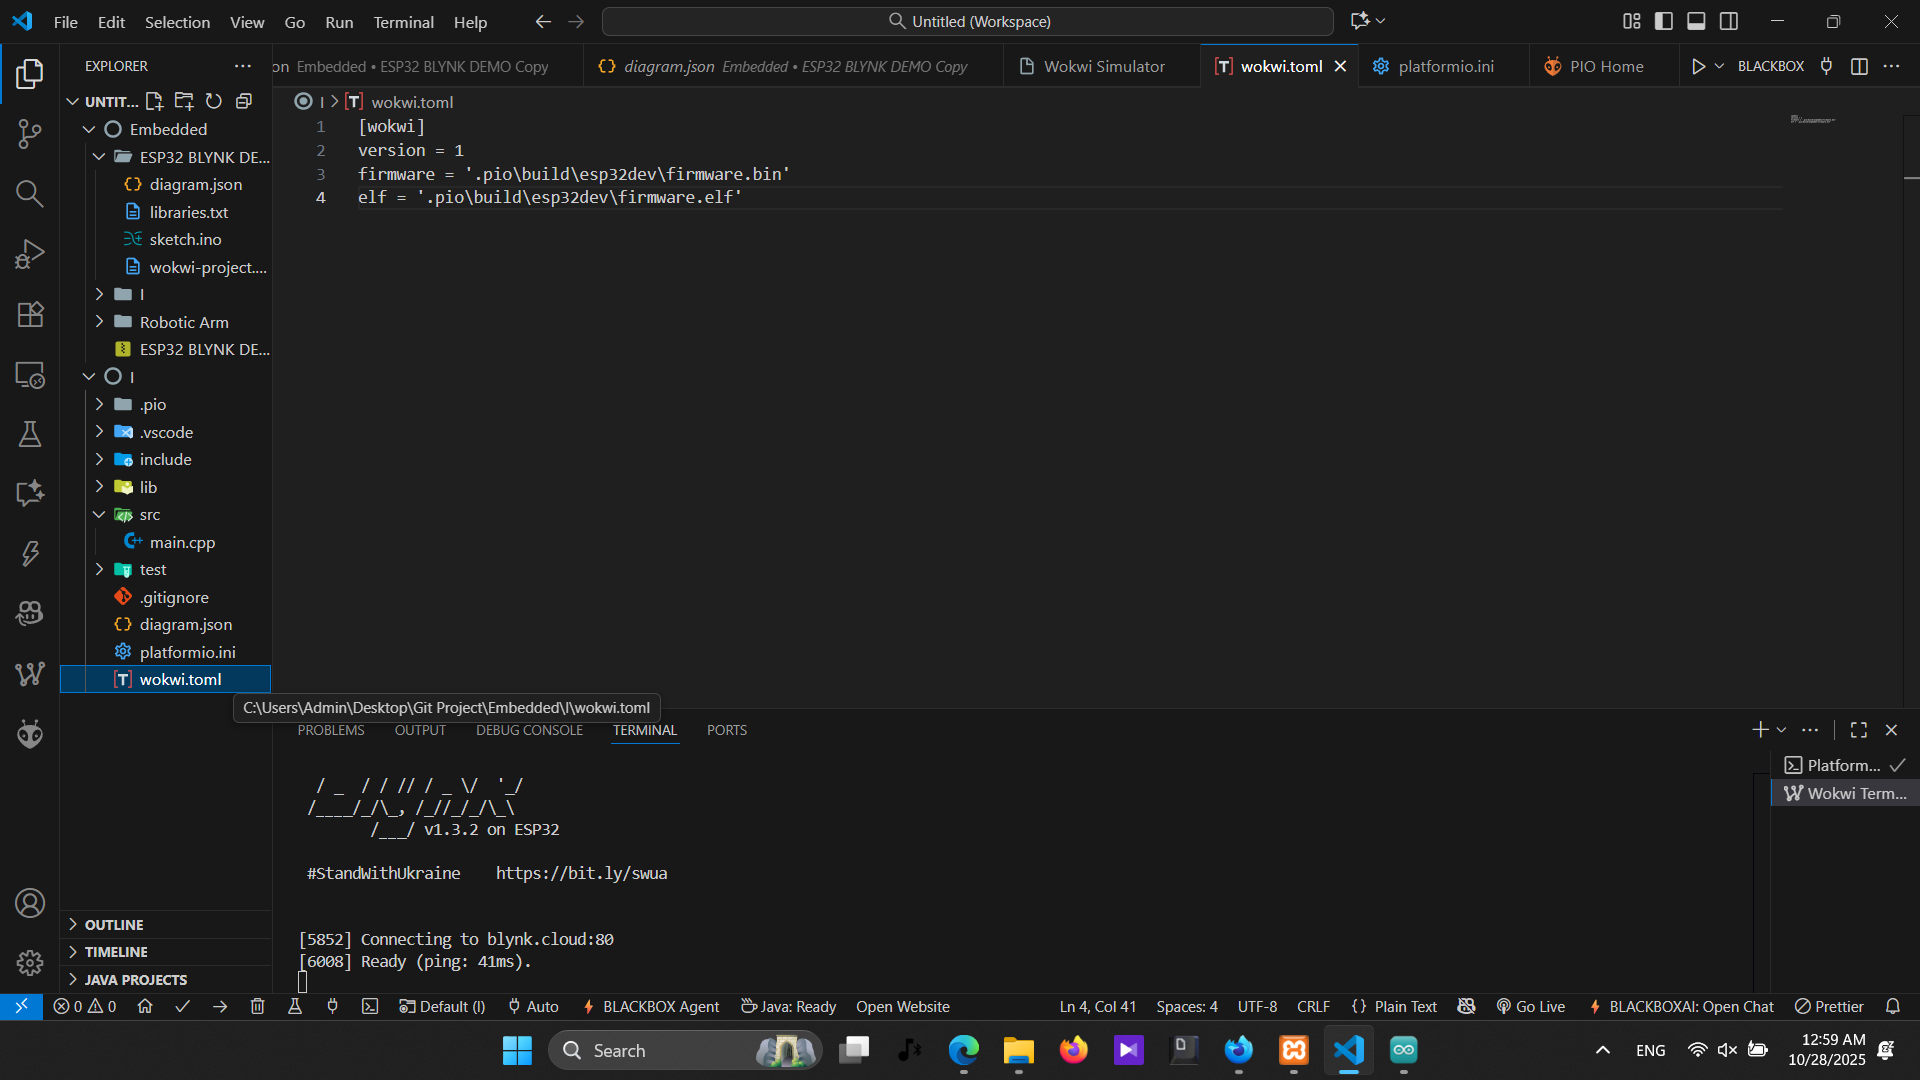 File Edit Selection View Go Run Terminal Help
Untitled (Workspace)
EXPLORER
on Embedded • ESP32 BLYNK DEMO Copy
diagram.json Embedded • ESP32 BLYNK DEMO Copy
Wokwi Simulator
wokwi.toml
platformio.ini
PIO Home
BLACKBOX
UNTIT...
I > wokwi.toml
Embedded
ESP32 BLYNK DE...
diagram.json
libraries.txt
sketch.ino
wokwi-project....
I
Robotic Arm
ESP32 BLYNK DE...
I
.pio
.vscode
include
lib
src
main.cpp
test
.gitignore
diagram.json
platformio.ini
wokwi.toml
1 [wokwi]
2 version = 1
3 firmware = '.pio\build\esp32dev\firmware.bin'
4 elf = '.pio\build\esp32dev\firmware.elf'
C:\Users\Admin\Desktop\Git Project\Embedded\I\wokwi.toml
PROBLEMS OUTPUT DEBUG CONSOLE TERMINAL PORTS
Platform...
Wokwi Term...
/ _  / / // / _ \/  '_/
/____/_/\_, /_//_/_/\_\
/___/ v1.3.2 on ESP32
#StandWithUkraine    https://bit.ly/swua
[5852] Connecting to blynk.cloud:80
[6008] Ready (ping: 41ms).
OUTLINE
TIMELINE
JAVA PROJECTS
0 0 Default (I) Auto BLACKBOX Agent Java: Ready Open Website Ln 4, Col 41 Spaces: 4 UTF-8 CRLF {} Plain Text Go Live BLACKBOXAI: Open Chat Prettier
Search
ENG
12:59 AM
10/28/2025